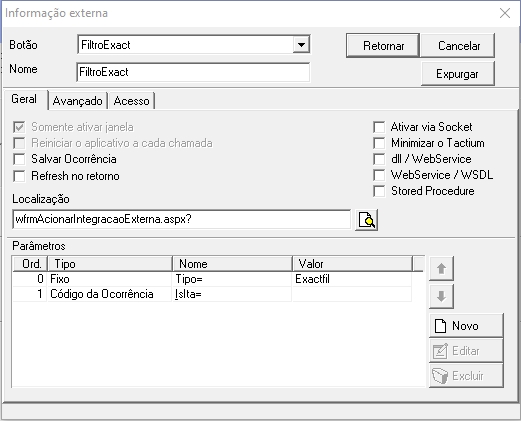 Informação externa
Botão FiltroExact Retornar Cancelar
Nome FiltroExact Expurgar
Geral Avançado Acesso
Somente ativar janela Ativar via Socket
Reiniciar o aplicativo a cada chamada Minimizar o Tactium
Salvar Ocorrência dll / WebService
Refresh no retorno WebService / WSDL
Stored Procedure
Localização
wfrmAcionarIntegracaoExterna.aspx?
Parâmetros
Ord. Tipo Nome Valor
0 Fixo Tipo= Exactfil
1 Código da Ocorrência IsIta=
Novo
Editar
Excluir